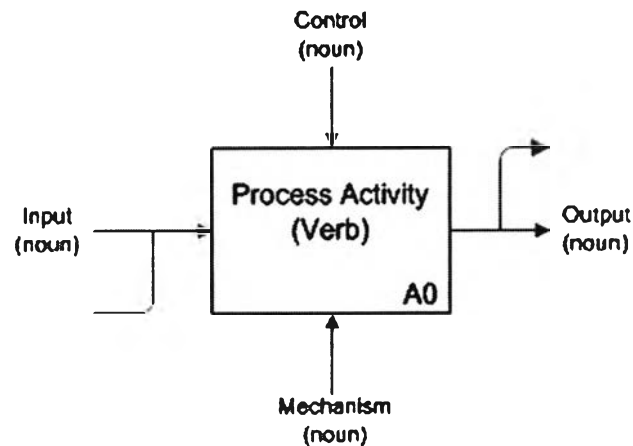 Control
(noun)
Process Activity
(Verb)
Input
(noun)
Output
(noun)
A0
Mechanism
(noun)